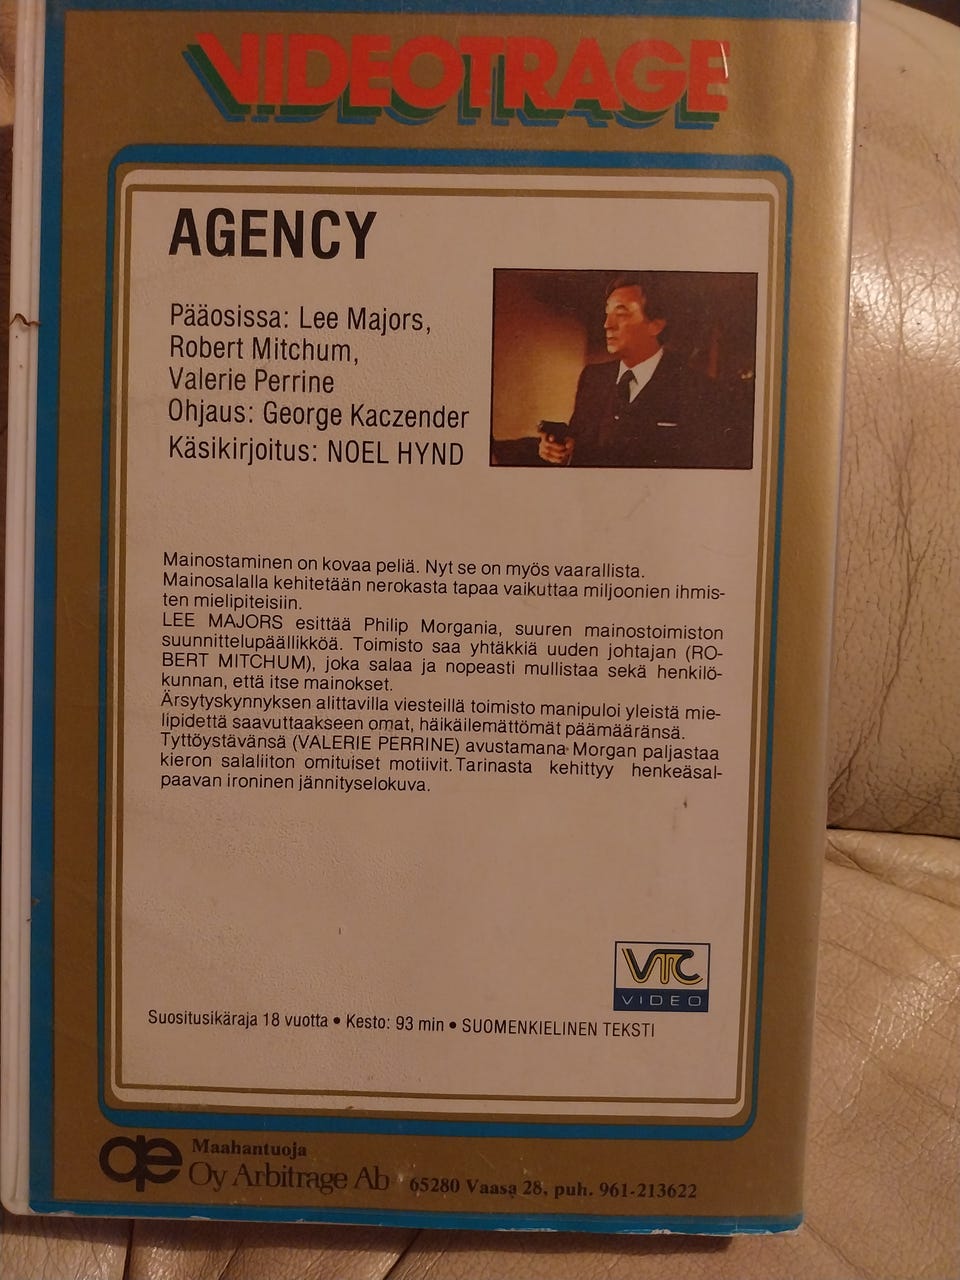 VIDEOTRAGE
AGENCY
Pääosissa: Lee Majors,
Robert Mitchum,
Valerie Perrine
Ohjaus: George Kaczender
Käsikirjoitus: NOEL HYND
Mainostaminen on kovaa peliä. Nyt se on myös vaarallista.
Mainosalalla kehitetään nerokasta tapaa vaikuttaa miljoonien ihmis-
ten mielipiteisiin.
LEE MAJORS esittää Philip Morgania, suuren mainostoimiston
suunnittelupäällikköä. Toimisto saa yhtäkkiä uuden johtajan (RO-
BERT MITCHUM), joka salaa ja nopeasti mullistaa sekä henkilö-
kunnan, että itse mainokset.
Ärsytyskynnyksen alittavilla viesteillä toimisto manipuloi yleistä mie-
lipidettä saavuttaakseen omat, häikäilemättömät päämääränsä.
Tyttöystävänsä (VALERIE PERRINE) avustamana Morgan paljastaa
kieron salaliiton omituiset motiivit. Tarinasta kehittyy henkeäsal-
paavan ironinen jännityselokuva.
VTC
VIDEO
Suositusikäraja 18 vuotta • Kesto: 93 min • SUOMENKIELINEN TEKSTI
Maahantuoja
Oy Arbitrage Ab 65280 Vaasa 28, puh. 961-213622